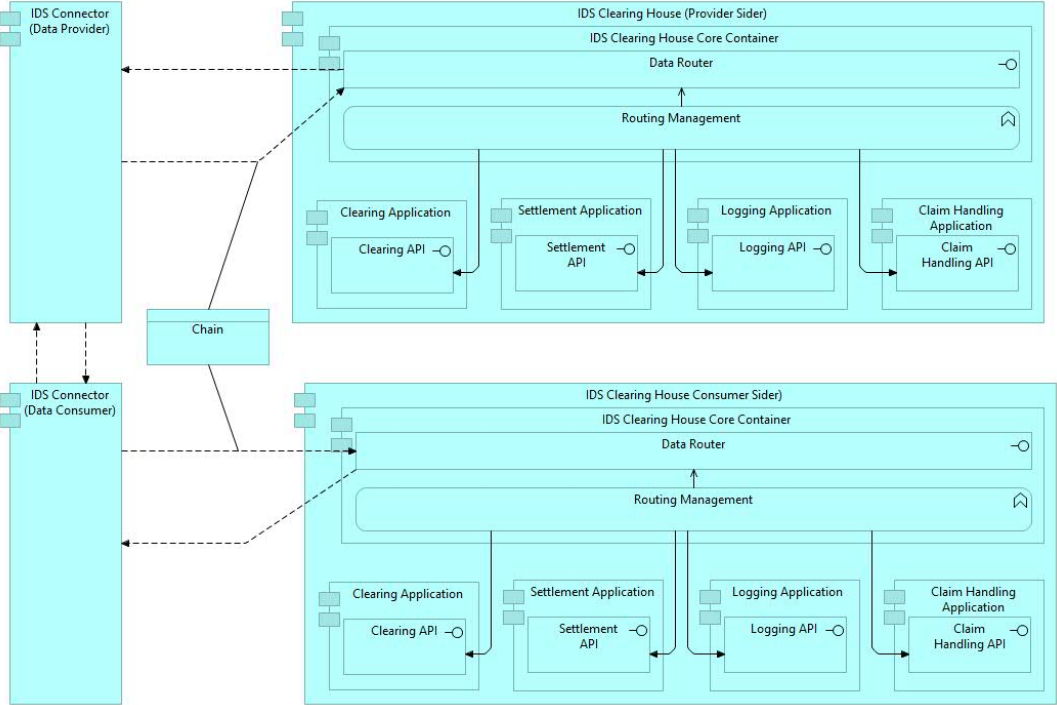 IDS Connector
(Data Provider)
IDS Clearing House (Provider Sider)
IDS Clearing House Core Container
Data Router
Routing Management
Clearing Application
Clearing API
Settlement Application
Settlement
API
Logging Application
Logging API
Claim Handling
Application
Claim
Handling API
Chain
IDS Connector
(Data Consumer)
IDS Clearing House Consumer Sider)
IDS Clearing House Core Container
Data Router
Routing Management
Clearing Application
Clearing API
Settlement Application
Settlement
API
Logging Application
Logging API
Claim Handling
Application
Claim
Handling API